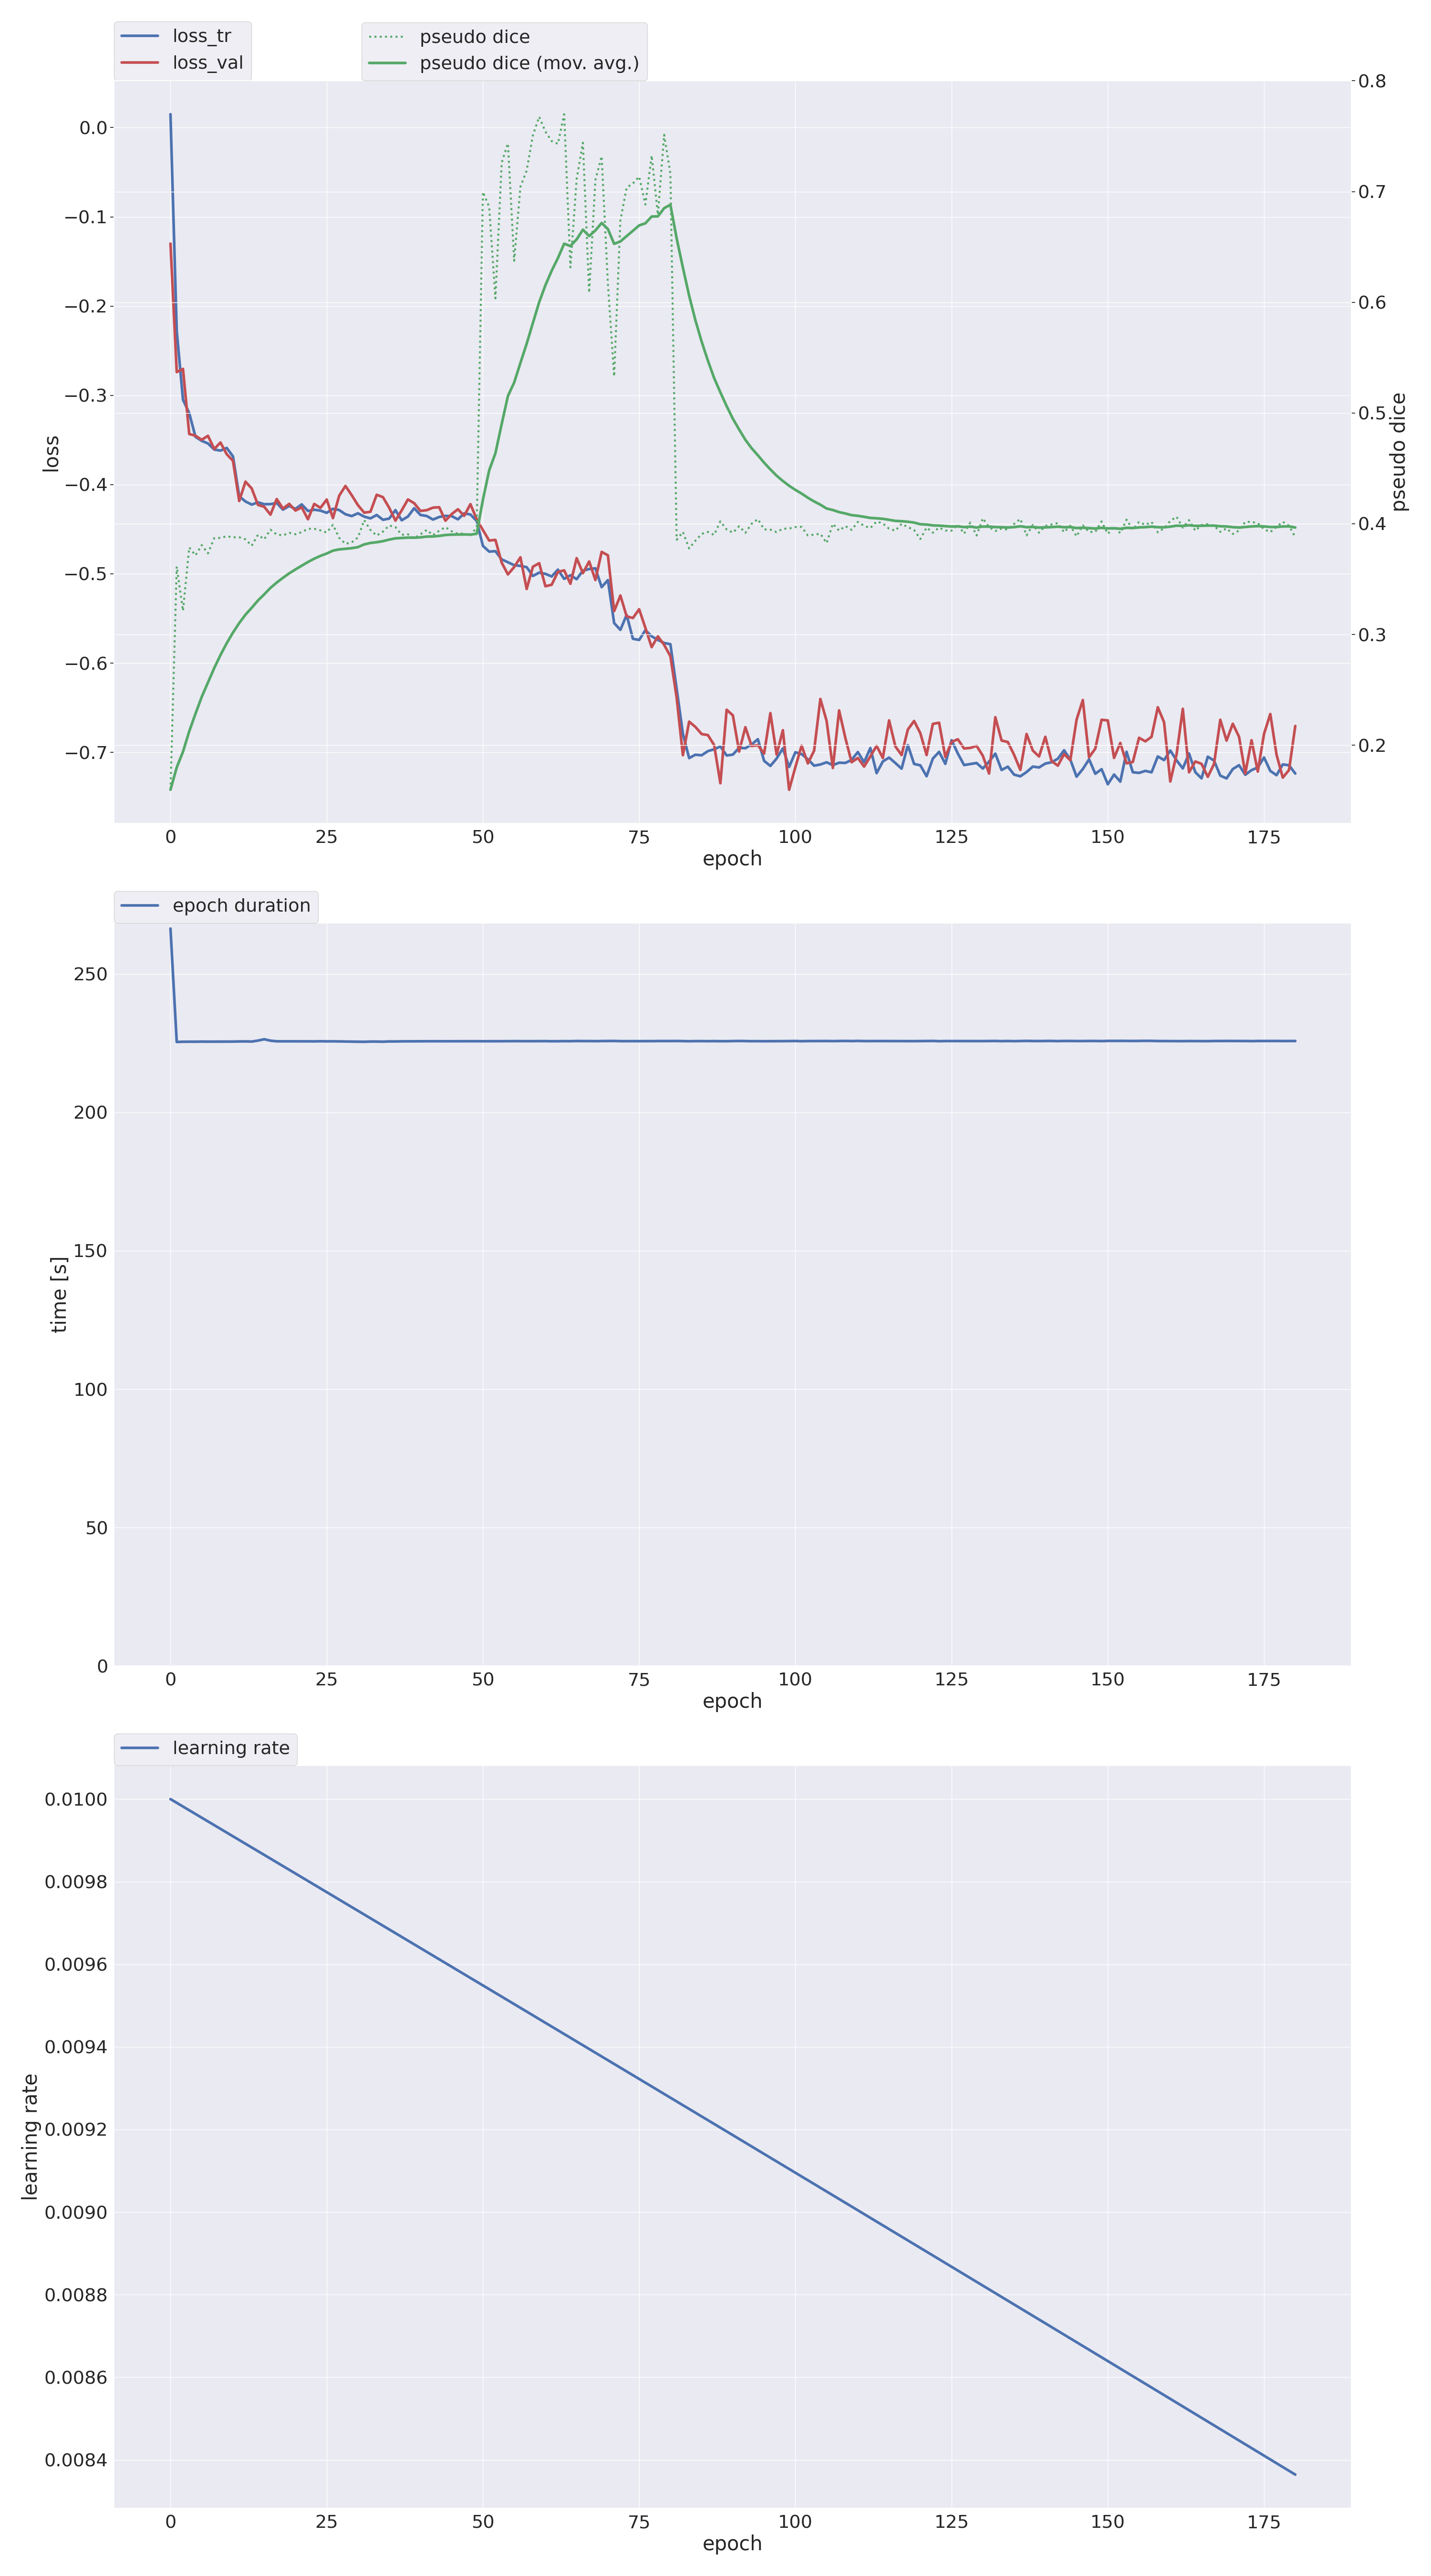 loss_tr
loss_val
pseudo dice
pseudo dice (mov. avg.)
0.0
−0.1
−0.2
−0.3
−0.4
−0.5
−0.6
−0.7
loss
0.8
0.7
0.6
0.5
0.4
0.3
0.2
pseudo dice
0 25 50 75 100 125 150 175
epoch
epoch duration
250
200
150
100
50
0
time [s]
0 25 50 75 100 125 150 175
epoch
learning rate
0.0100
0.0098
0.0096
0.0094
0.0092
0.0090
0.0088
0.0086
0.0084
learning rate
0 25 50 75 100 125 150 175
epoch